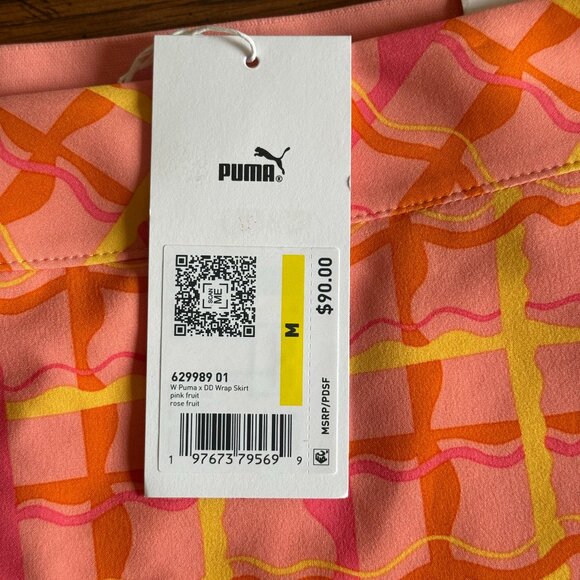 PUMA®
SCAN
ME
M
$90.00
MSRP/PDSF
629989 01
W Puma x DD Wrap Skirt
pink fruit
rose fruit
1 97673 79569 9